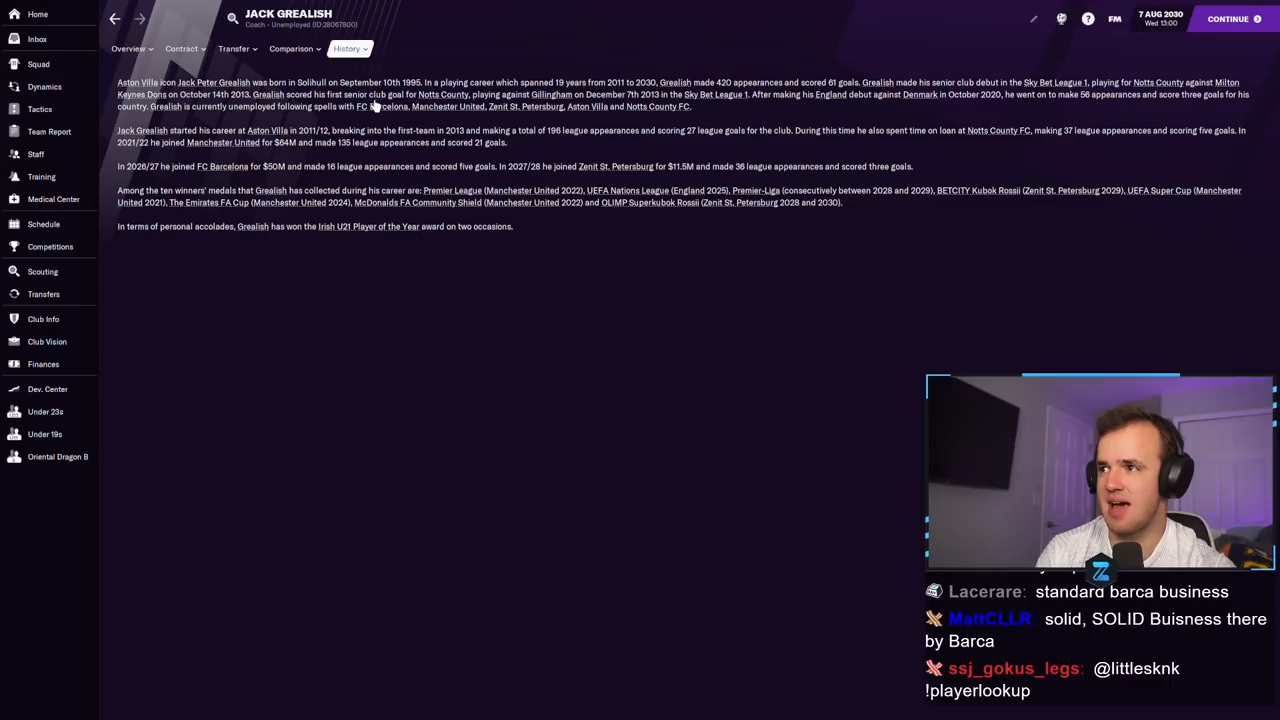 JACK GREALISH
Coach - Unemployed (ID:28067800)
7 AUG 2030
Wed 13:00
FM
CONTINUE
Overview
Contract
Transfer
Comparison
History
Home
Inbox
Squad
Dynamics
Tactics
Team Report
Staff
Training
Medical Center
Schedule
Competitions
Scouting
Transfers
Club Info
Club Vision
Finances
Dev. Center
Under 23s
Under 19s
Oriental Dragon B
Aston Villa icon Jack Peter Grealish was born in Solihull on September 10th 1995. In a playing career which spanned 19 years from 2011 to 2030, Grealish made 420 appearances and scored 61 goals. Grealish made his senior club debut in the Sky Bet League 1, playing for Notts County against Milton
Keynes Dons on October 14th 2013. Grealish scored his first senior club goal for Notts County, playing against Gillingham on December 7th 2013 in the Sky Bet League 1. After making his England debut against Denmark in October 2020, he went on to make 56 appearances and score three goals for his
country. Grealish is currently unemployed following spells with FC Barcelona, Manchester United, Zenit St. Petersburg, Aston Villa and Notts County FC.
Jack Grealish started his career at Aston Villa in 2011/12, breaking into the first-team in 2013 and making a total of 196 league appearances and scoring 27 league goals for the club. During this time he also spent time on loan at Notts County FC, making 37 league appearances and scoring five goals. In
2021/22 he joined Manchester United for $64M and made 135 league appearances and scored 21 goals.
In 2026/27 he joined FC Barcelona for $50M and made 16 league appearances and scored five goals. In 2027/28 he joined Zenit St. Petersburg for $11.5M and made 36 league appearances and scored three goals.
Among the ten winners' medals that Grealish has collected during his career are: Premier League (Manchester United 2022), UEFA Nations League (England 2025), Premier-Liga (consecutively between 2028 and 2029), BETCITY Kubok Rossii (Zenit St. Petersburg 2029), UEFA Super Cup (Manchester
United 2021), The Emirates FA Cup (Manchester United 2024), McDonalds FA Community Shield (Manchester United 2022) and OLIMP Superkubok Rossii (Zenit St. Petersburg 2028 and 2030).
In terms of personal accolades, Grealish has won the Irish U21 Player of the Year award on two occasions.
Lacerare: standard barca business
MattCLLR: solid, SOLID Buisness there
by Barca
ssj_gokus_legs: @littlesknk
!playerlookup